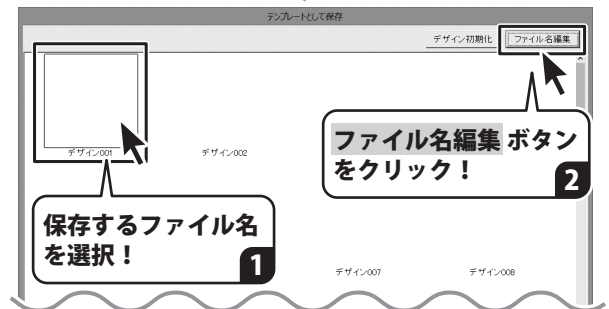 テンプレートとして保存
デザイン初期化 ファイル名編集
デザイン001 デザイン002
ファイル名編集 ボタン
をクリック！
2
保存するファイル名
を選択！
1
デザイン007 デザイン008